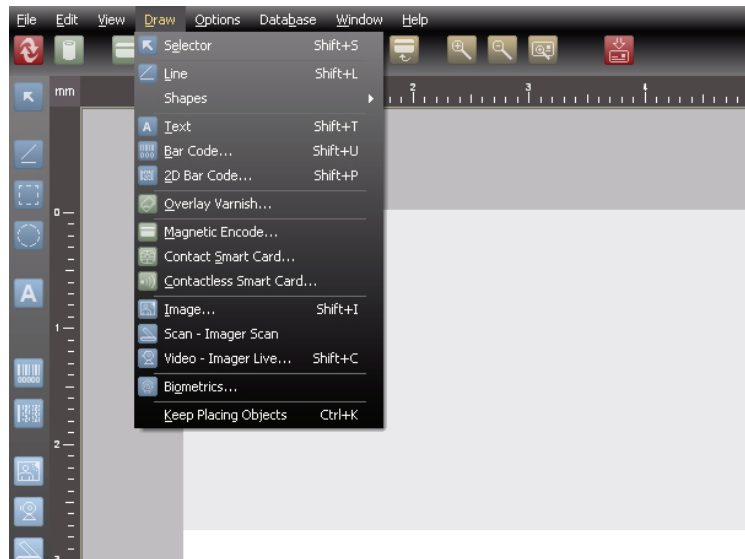 File Edit View Draw Options Database Window Help
mm
2 3 4
Selector Shift+S
Line Shift+L
Shapes
Text Shift+T
Bar Code... Shift+U
2D Bar Code... Shift+P
Overlay Varnish...
Magnetic Encode...
Contact Smart Card...
Contactless Smart Card...
Image... Shift+I
Scan - Imager Scan
Video - Imager Live... Shift+C
Biometrics...
Keep Placing Objects Ctrl+K
0
1
2
3
A
00000